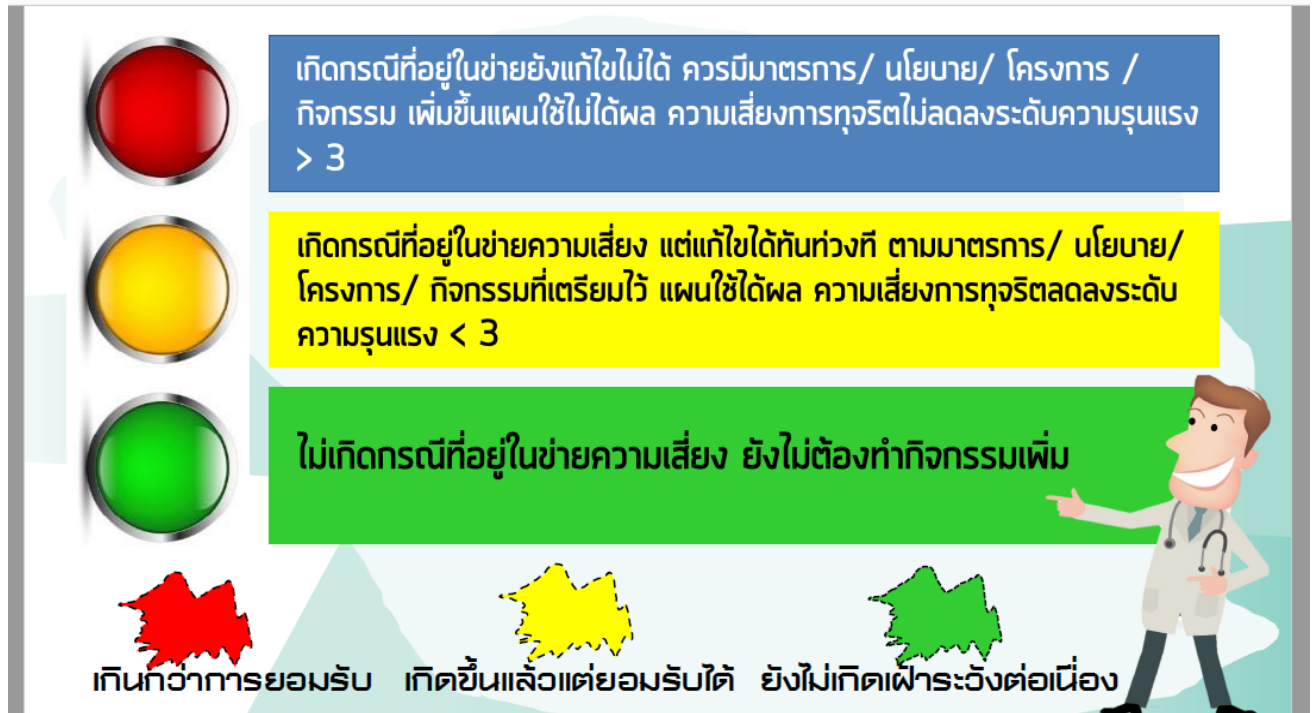 เกิดกรณีที่อยู่ในข่ายยังแก้ไขไม่ได้ ควรมีมาตรการ/ นโยบาย/ โครงการ /
กิจกรรม เพิ่มขึ้นแผนใช้ไม่ได้ผล ความเสี่ยงการทุจริตไม่ลดลงระดับความรุนแรง
> 3
เกิดกรณีที่อยู่ในข่ายความเสี่ยง แต่แก้ไขได้ทันท่วงที ตามมาตรการ/ นโยบาย/
โครงการ/ กิจกรรมที่เตรียมไว้ แผนใช้ได้ผล ความเสี่ยงการทุจริตลดลงระดับ
ความรุนแรง < 3
ไม่เกิดกรณีที่อยู่ในข่ายความเสี่ยง ยังไม่ต้องทำกิจกรรมเพิ่ม
เกินกว่าการยอมรับ เกิดขึ้นแล้วแต่ยอมรับได้ ยังไม่เกิดเฝ้าระวังต่อเนื่อง